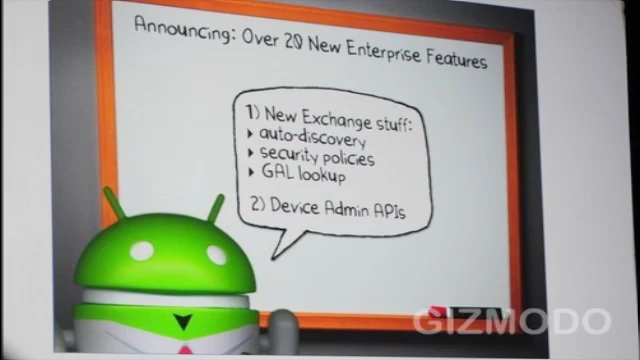 Announcing: Over 20 New Enterprise Features
1) New Exchange stuff:
▸ auto-discovery
▸ security policies
▸ GAL lookup
2) Device Admin APIs
GIZMODO